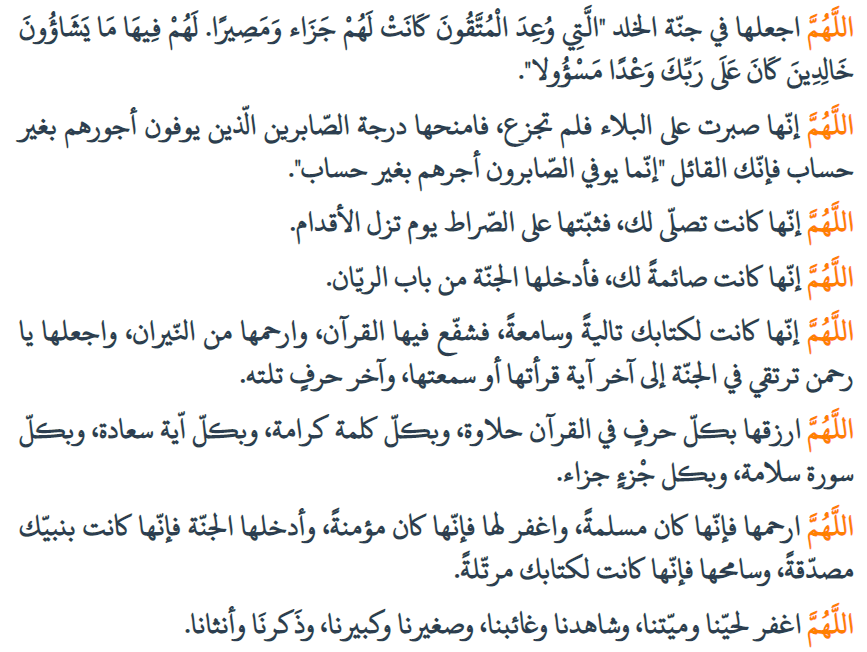 اللَّهُمَّ اجعلها في جنّة الخلد "الَّتِي وُعِدَ الْمُتَّقُونَ كَانَتْ لَهُمْ جَزَاء وَمَصِيرًا. لَهُمْ فِيهَا مَا يَشَاؤُونَ
خَالِدِينَ كَانَ عَلَى رَبِّكَ وَعْدًا مَسْؤُولا".
اللَّهُمَّ إنّها صبرت على البلاء فلم تجزع، فامنحها درجة الصّابرين الّذين يوفون أجورهم بغير
حساب فإنّك القائل "إنّما يوفي الصّابرون أجرهم بغير حساب".
اللَّهُمَّ إنّها كانت تصلّي لك، فثبّتها على الصّراط يوم تزل الأقدام.
اللَّهُمَّ إنّها كانت صائمةً لك، فأدخلها الجنّة من باب الريّان.
اللَّهُمَّ إنّها كانت لكتابك تاليةً وسامعةً، فشفّع فيها القرآن، وارحمها من النّيران، واجعلها يا
رحمن ترتقي في الجنّة إلى آخر آية قرأتها أو سمعتها، وآخر حرفٍ تلته.
اللَّهُمَّ ارزقها بكلّ حرفٍ في القرآن حلاوة، وبكلّ كلمة كرامة، وبكلّ اّية سعادة، وبكلّ
سورة سلامة، وبكل جُزءٍ جزاء.
اللَّهُمَّ ارحمها فإنّها كان مسلمةً، واغفر لها فإنّها كان مؤمنةً، وأدخلها الجنّة فإنّها كانت بنبيّك
مصدّقةً، وسامحها فإنّها كانت لكتابك مرتّلةً.
اللَّهُمَّ اغفر لحيّنا وميّتنا، وشاهدنا وغائبنا، وصغيرنا وكبيرنا، وذَكرنَا وأنثانا.